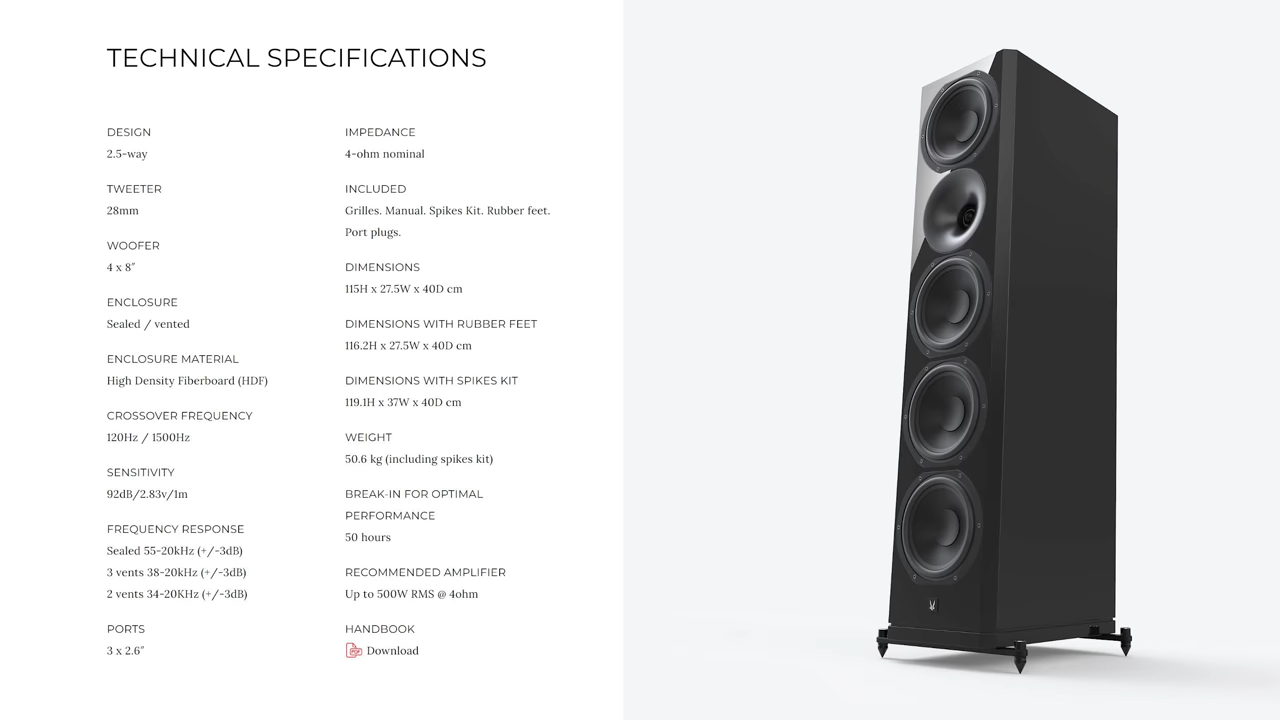 TECHNICAL SPECIFICATIONS
DESIGN
2.5-way
TWEETER
28mm
WOOFER
4 x 8″
ENCLOSURE
Sealed / vented
ENCLOSURE MATERIAL
High Density Fiberboard (HDF)
CROSSOVER FREQUENCY
120Hz / 1500Hz
SENSITIVITY
92dB/2.83v/1m
FREQUENCY RESPONSE
Sealed 55-20kHz (+/-3dB)
3 vents 38-20kHz (+/-3dB)
2 vents 34-20KHz (+/-3dB)
PORTS
3 x 2.6″
IMPEDANCE
4-ohm nominal
INCLUDED
Grilles. Manual. Spikes Kit. Rubber feet.
Port plugs.
DIMENSIONS
115H x 27.5W x 40D cm
DIMENSIONS WITH RUBBER FEET
116.2H x 27.5W x 40D cm
DIMENSIONS WITH SPIKES KIT
119.1H x 37W x 40D cm
WEIGHT
50.6 kg (including spikes kit)
BREAK-IN FOR OPTIMAL
PERFORMANCE
50 hours
RECOMMENDED AMPLIFIER
Up to 500W RMS @ 4ohm
HANDBOOK
Download